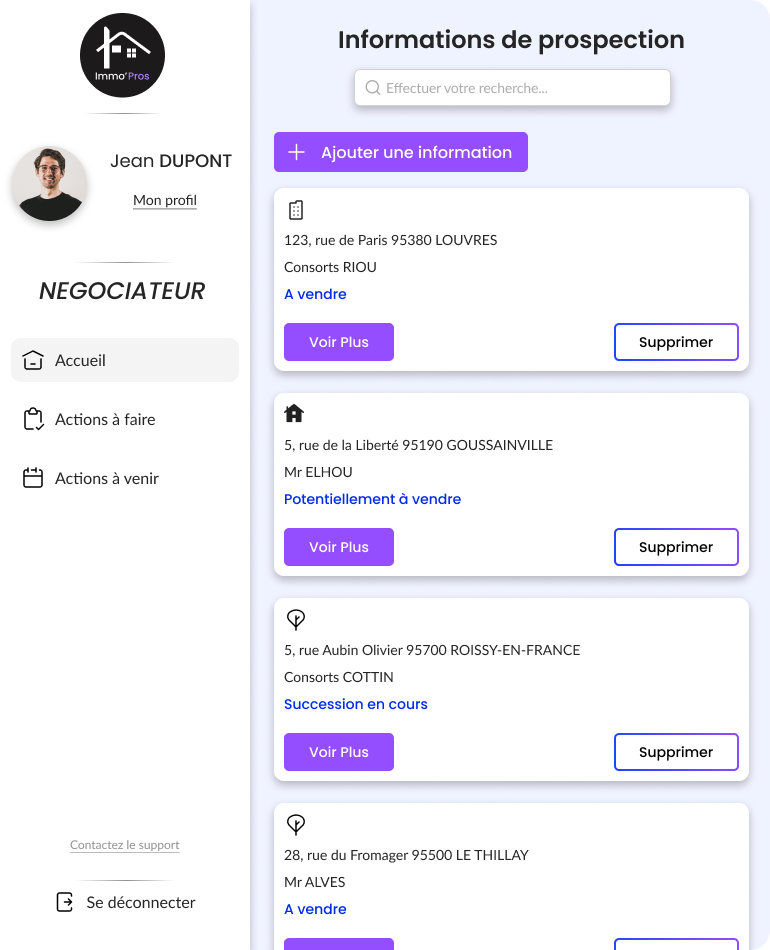 Immo'Pros
Jean DUPONT
Mon profil
NEGOCIATEUR
Accueil
Actions à faire
Actions à venir
Contactez le support
Se déconnecter
Informations de prospection
Effectuer votre recherche...
Ajouter une information
123, rue de Paris 95380 LOUVRES
Consorts RIOU
A vendre
Voir Plus
Supprimer
5, rue de la Liberté 95190 GOUSSAINVILLE
Mr ELHOU
Potentiellement à vendre
Voir Plus
Supprimer
5, rue Aubin Olivier 95700 ROISSY-EN-FRANCE
Consorts COTTIN
Succession en cours
Voir Plus
Supprimer
28, rue du Fromager 95500 LE THILLAY
Mr ALVES
A vendre